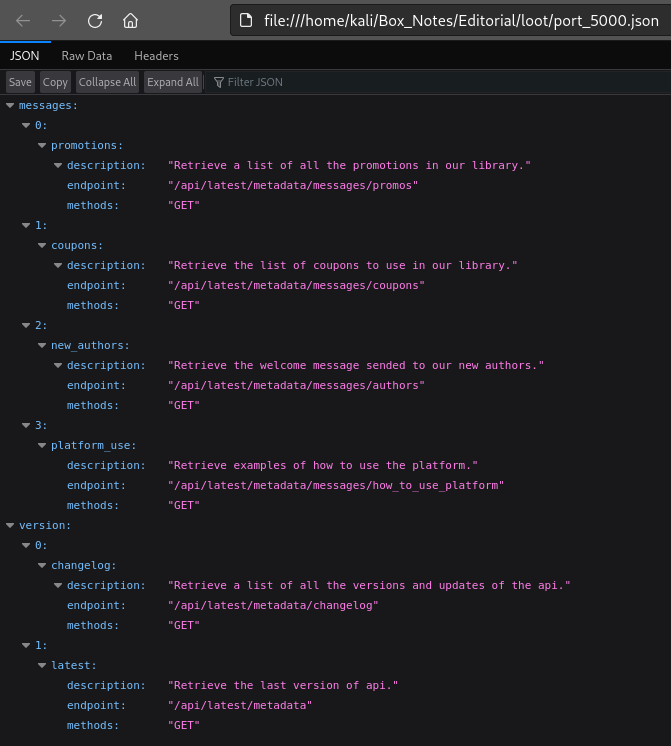 file:///home/kali/Box_Notes/Editorial/loot/port_5000.json
JSON Raw Data Headers
Save Copy Collapse All Expand All Filter JSON
messages:
0:
promotions:
description: "Retrieve a list of all the promotions in our library."
endpoint: "/api/latest/metadata/messages/promos"
methods: "GET"
1:
coupons:
description: "Retrieve the list of coupons to use in our library."
endpoint: "/api/latest/metadata/messages/coupons"
methods: "GET"
2:
new_authors:
description: "Retrieve the welcome message sended to our new authors."
endpoint: "/api/latest/metadata/messages/authors"
methods: "GET"
3:
platform_use:
description: "Retrieve examples of how to use the platform."
endpoint: "/api/latest/metadata/messages/how_to_use_platform"
methods: "GET"
version:
0:
changelog:
description: "Retrieve a list of all the versions and updates of the api."
endpoint: "/api/latest/metadata/changelog"
methods: "GET"
1:
latest:
description: "Retrieve the last version of api."
endpoint: "/api/latest/metadata"
methods: "GET"